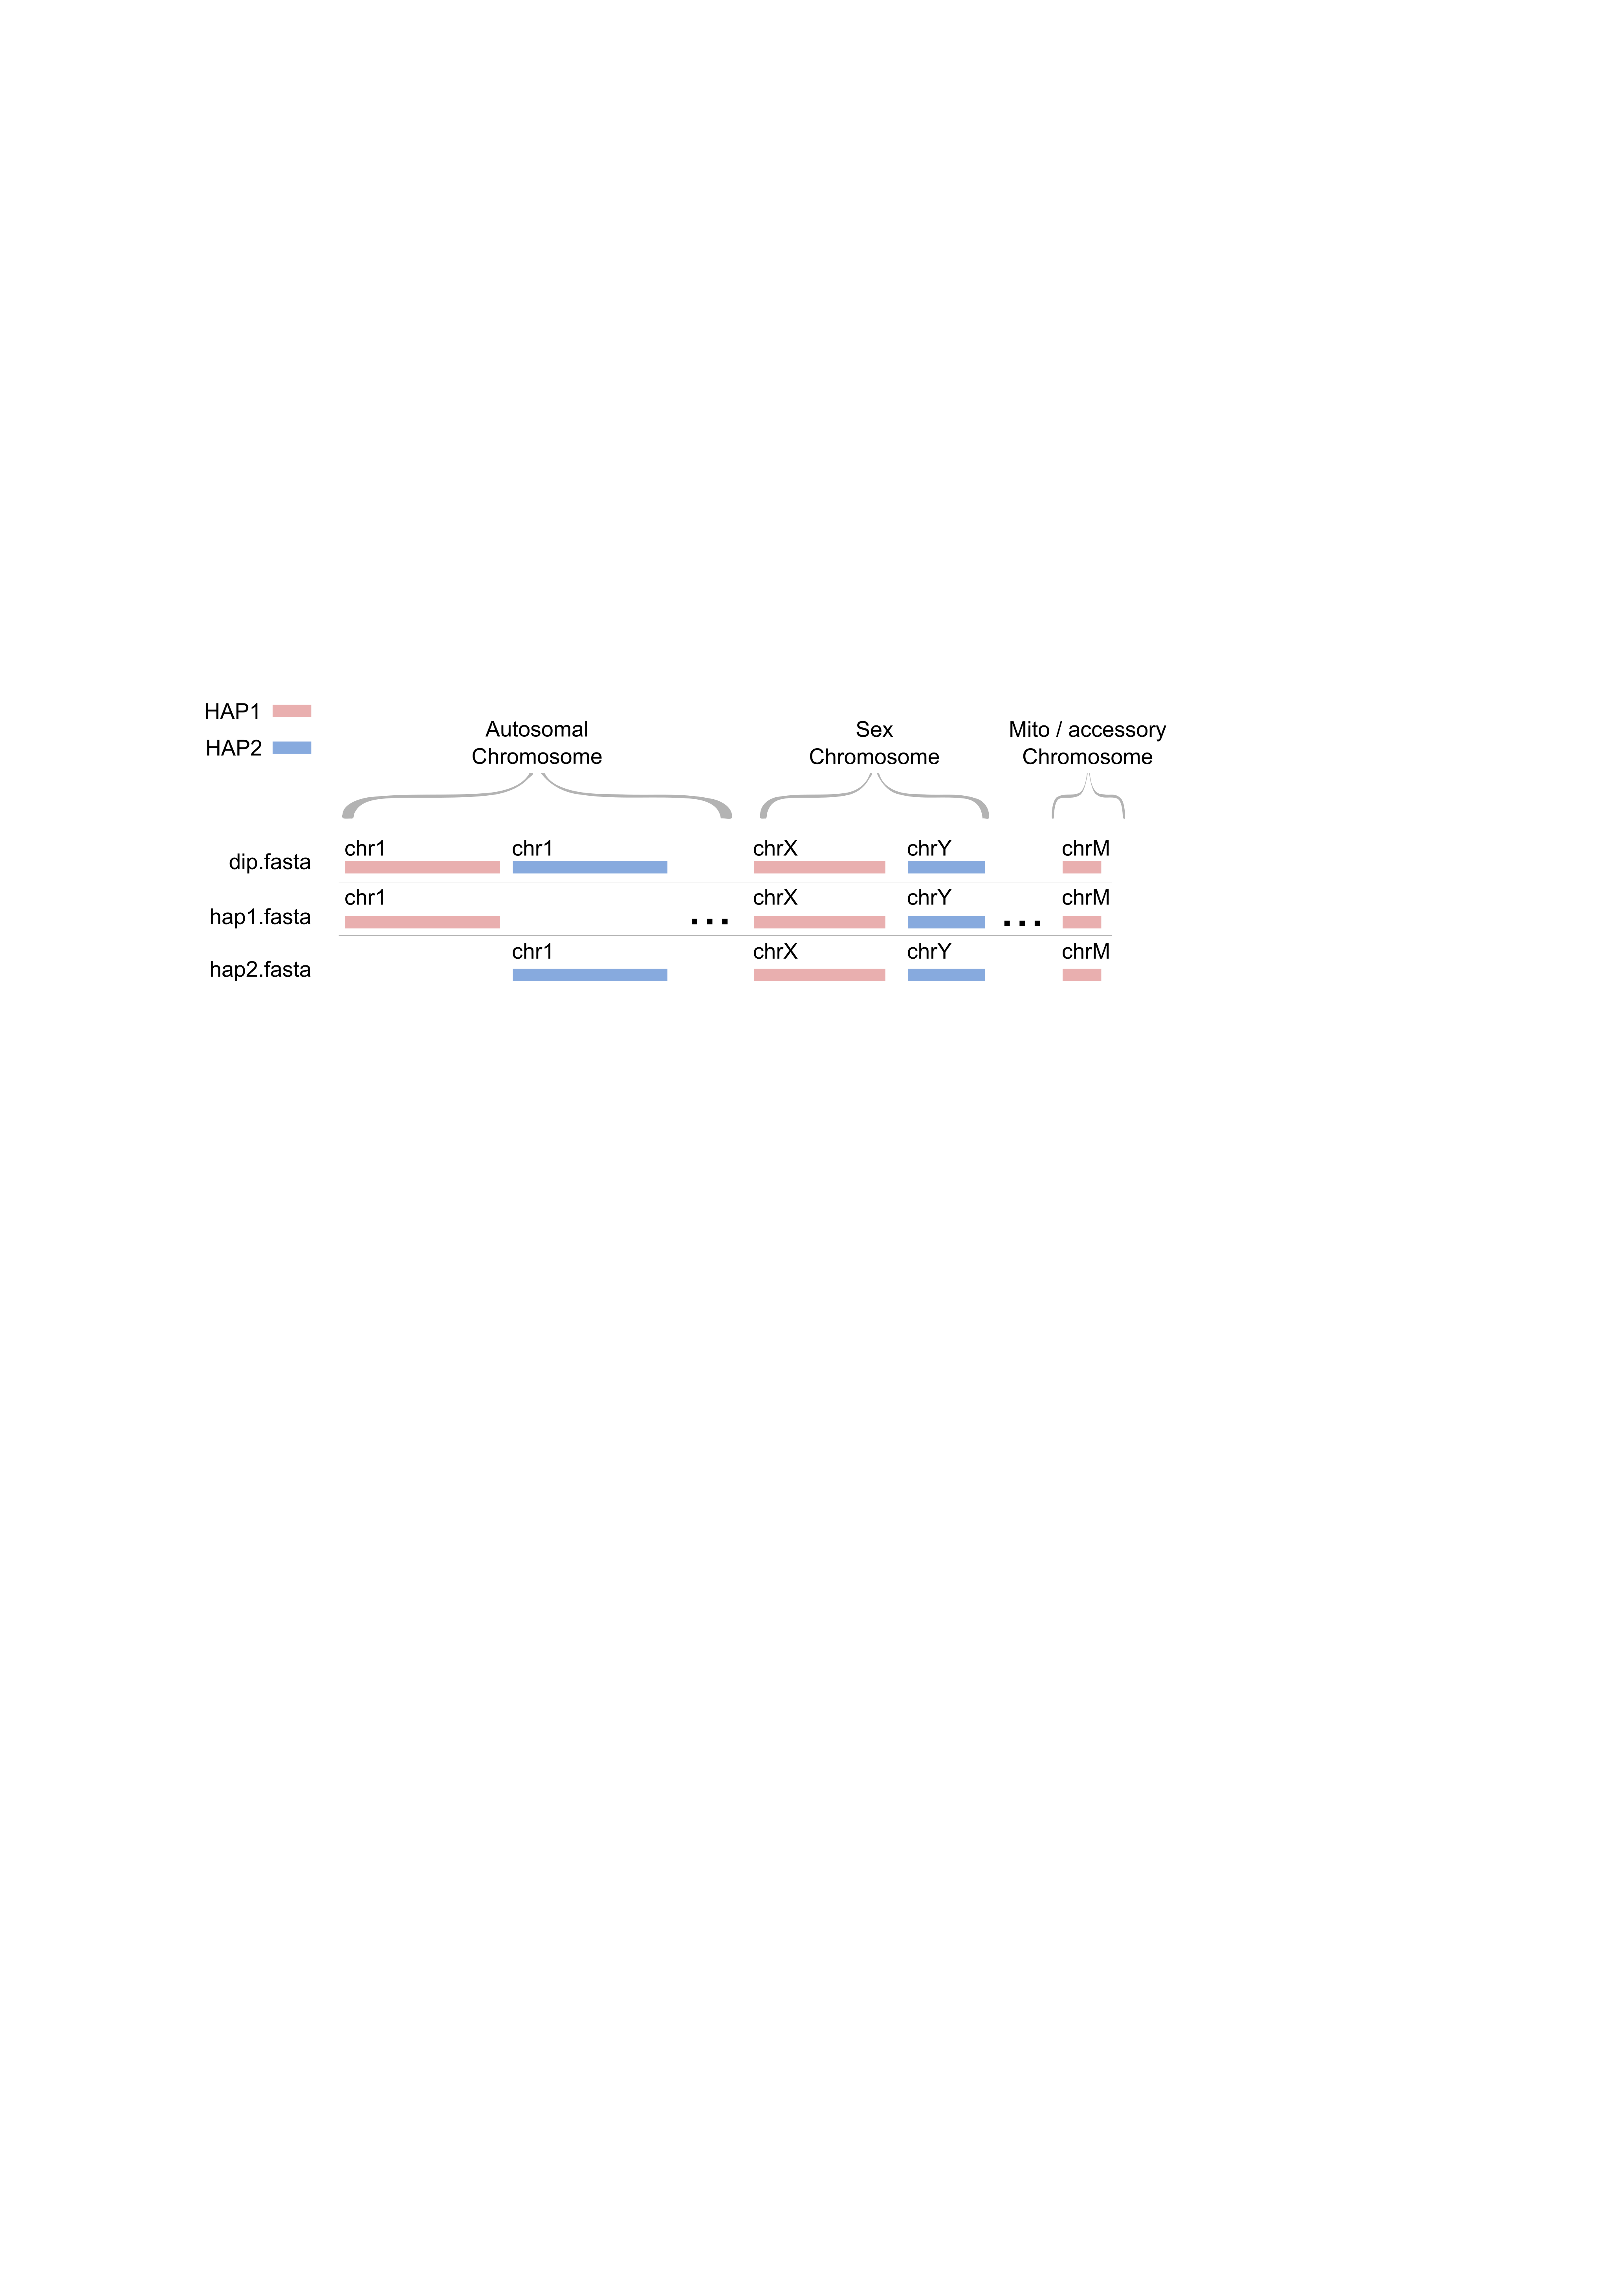 HAP1
HAP2
Autosomal
Chromosome
Sex
Chromosome
Mito / accessory
Chromosome
dip.fasta
chr1
chr1
chrX
chrY
chrM
hap1.fasta
chr1
...
chrX
chrY
...
chrM
hap2.fasta
chr1
chrX
chrY
chrM